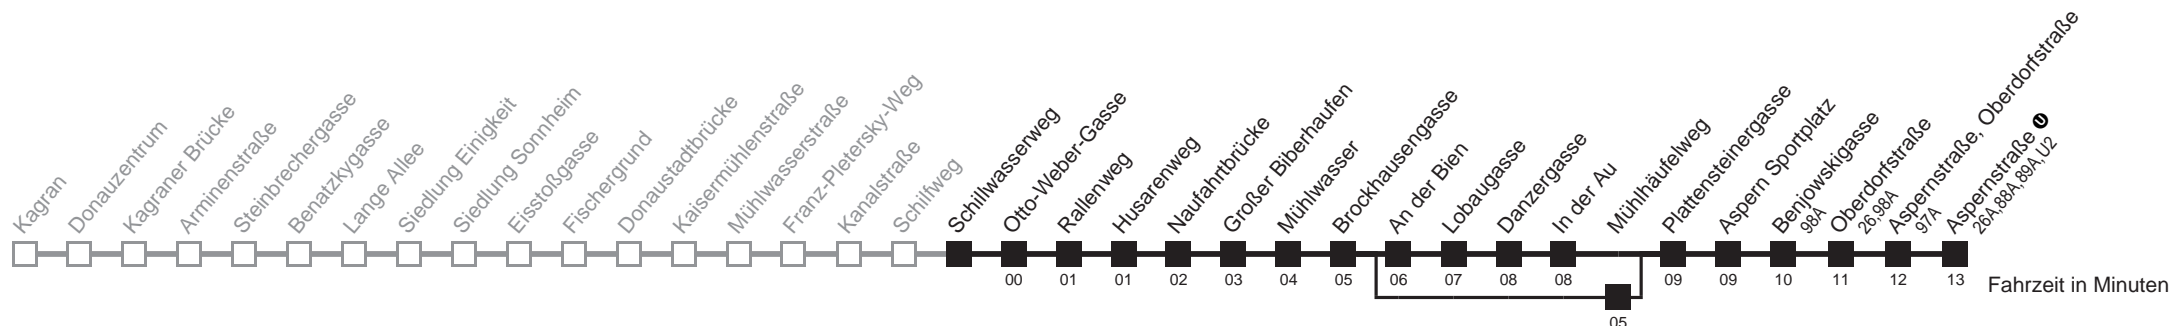 Kagran
Donauzentrum
Kagraner Brücke
Arminenstraße
Steinbrechergasse
Benatzkygasse
Lange Allee
Siedlung Einigkeit
Siedlung Sonnheim
Eisstoßgasse
Fischergrund
Donaustadtbrücke
Kaisermühlenstraße
Mühlwasserstraße
Franz-Pletersky-Weg
Kanalstraße
Schilfweg
Schillwasserweg
Otto-Weber-Gasse
Rallenweg
Husarenweg
Naufahrtbrücke
Großer Biberhaufen
Mühlwasser
Brockhausengasse
An der Bien
Lobaugasse
Danzergasse
In der Au
Mühlhäufelweg
Plattensteinergasse
Aspern Sportplatz
Benjowskigasse
98A
Oberdorfstraße
26,98A
Aspernstraße, Oberdorfstraße
97A
Aspernstraße U
26A,88A,89A,U2
00 01 01 02 03 04 05 06 07 08 08 09 09 10 11 12 13 Fahrzeit in Minuten
05